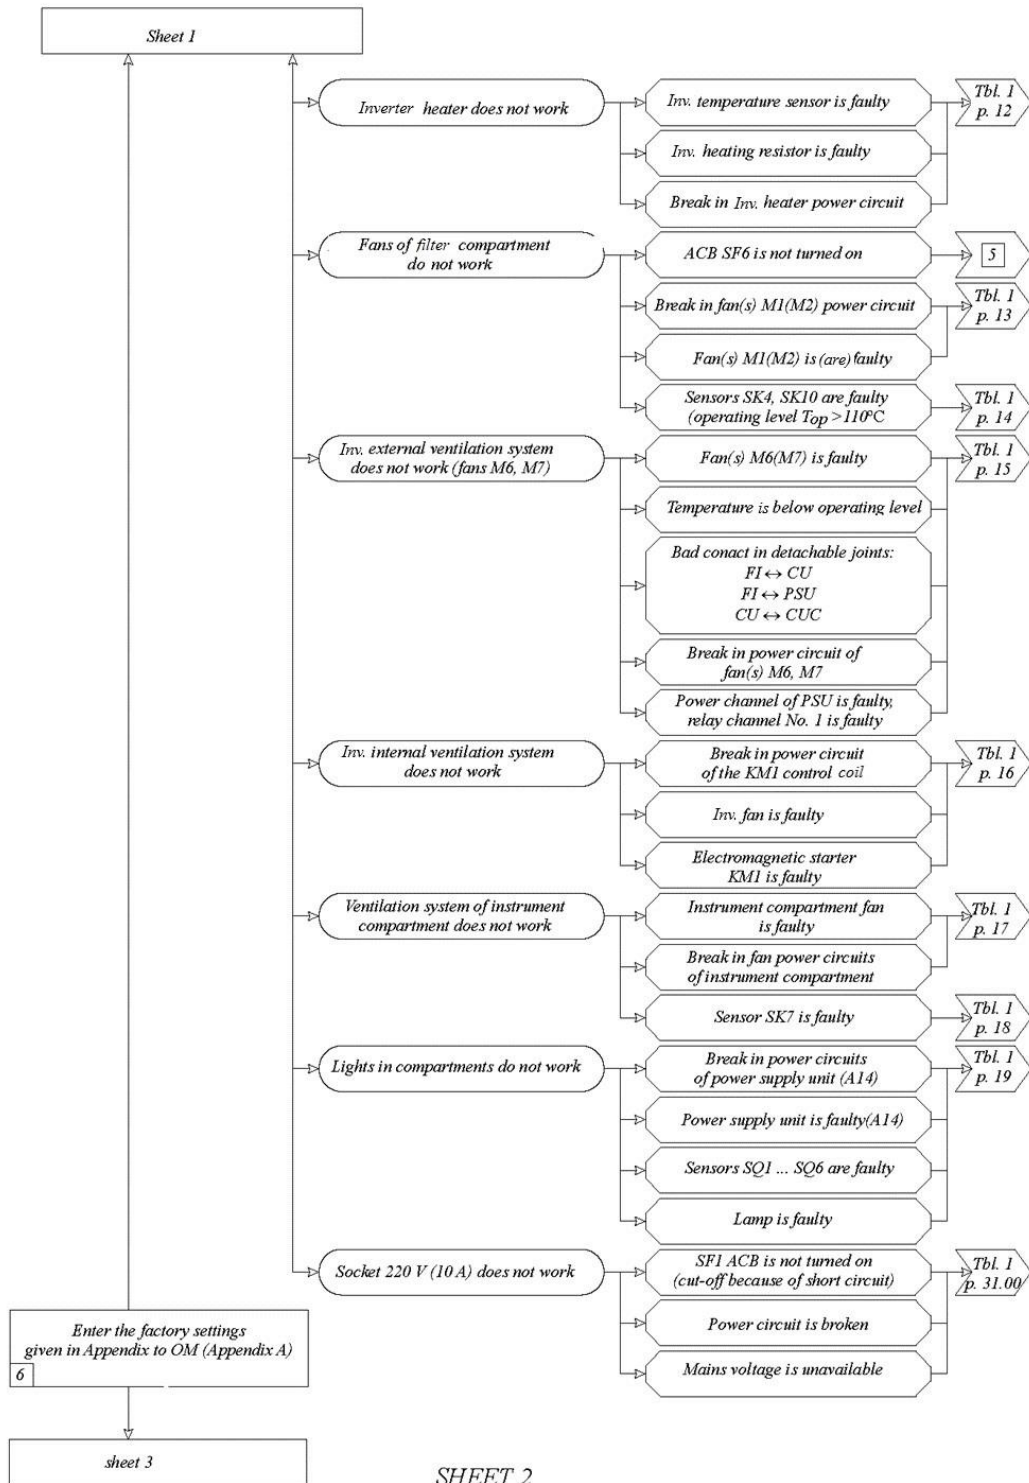 Sheet 1
Inverter heater does not work
Inv. temperature sensor is faulty
Tbl. 1
p. 12
Inv. heating resistor is faulty
Break in Inv. heater power circuit
Fans of filter compartment
do not work
ACB SF6 is not turned on
5
Break in fan(s) M1(M2) power circuit
Tbl. 1
p. 13
Fan(s) M1(M2) is (are) faulty
Sensors SK4, SK10 are faulty
(operating level Top >110°C
Tbl. 1
p. 14
Inv. external ventilation system
does not work (fans M6, M7)
Fan(s) M6(M7) is faulty
Tbl. 1
p. 15
Temperature is below operating level
Bad conact in detachable joints:
FI ↔ CU
FI ↔ PSU
CU ↔ CUC
Break in power circuit of
fan(s) M6, M7
Power channel of PSU is faulty,
relay channel No. 1 is faulty
Inv. internal ventilation system
does not work
Break in power circuit
of the KM1 control coil
Tbl. 1
p. 16
Inv. fan is faulty
Electromagnetic starter
KM1 is faulty
Ventilation system of instrument
compartment does not work
Instrument compartment fan
is faulty
Tbl. 1
p. 17
Break in fan power circuits
of instrument compartment
Sensor SK7 is faulty
Tbl. 1
p. 18
Lights in compartments do not work
Break in power circuits
of power supply unit (A14)
Tbl. 1
p. 19
Power supply unit is faulty(A14)
Sensors SQ1 ... SQ6 are faulty
Lamp is faulty
Socket 220 V (10 A) does not work
SF1 ACB is not turned on
(cut-off because of short circuit)
Tbl. 1
p. 31.00
Power circuit is broken
Mains voltage is unavailable
Enter the factory settings
given in Appendix to OM (Appendix A)
6
sheet 3
SHEET 2